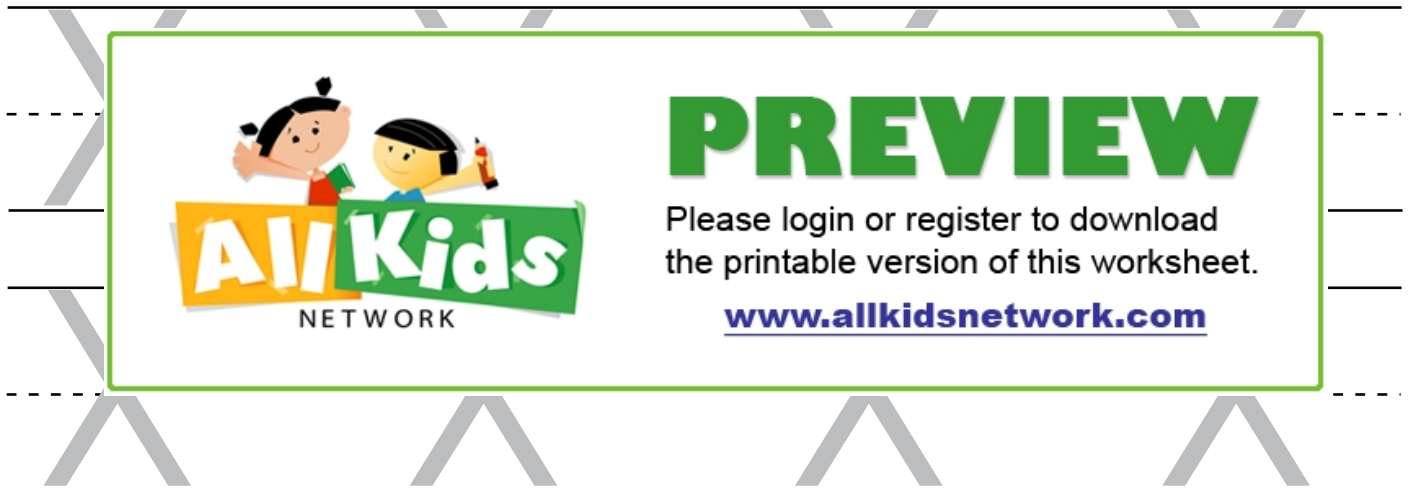 PREVIEW
All Kids
NETWORK
Please login or register to download
the printable version of this worksheet.
www.allkidsnetwork.com